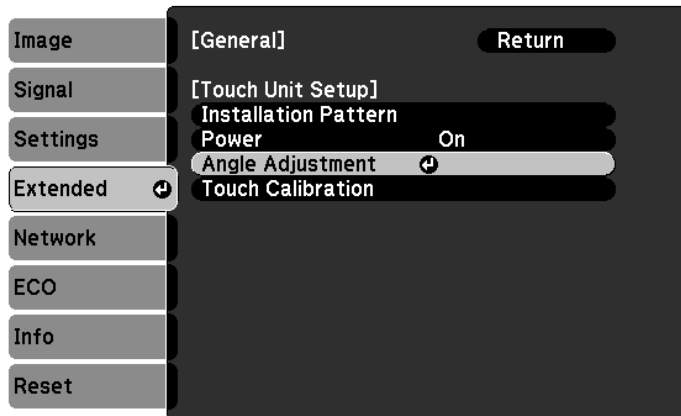 Image
Signal
Settings
Extended
Network
ECO
Info
Reset
[General] Return
[Touch Unit Setup]
Installation Pattern
Power On
Angle Adjustment
Touch Calibration